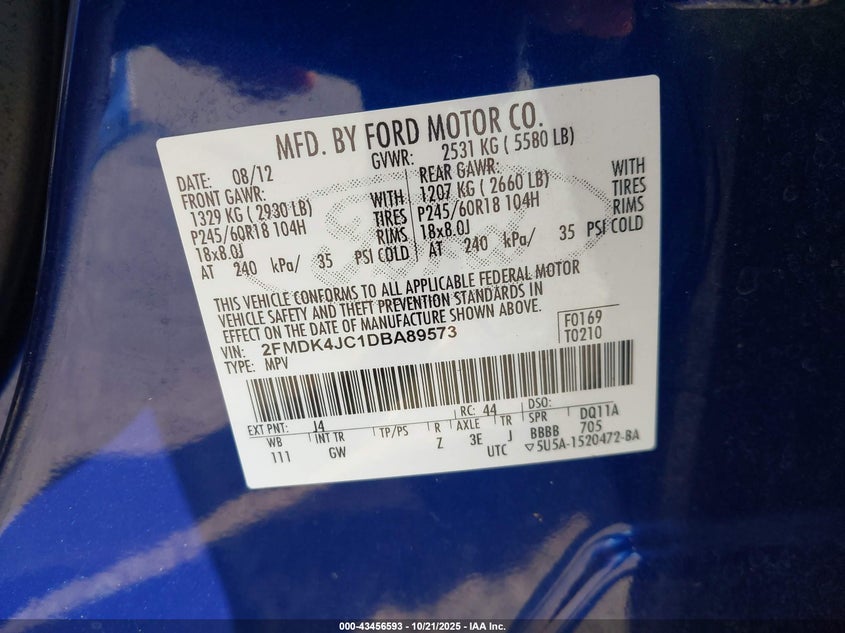 MFD. BY FORD MOTOR CO.
DATE: 08/12 GVWR: 2531 KG ( 5580 LB)
FRONT GAWR: REAR GAWR:
1329 KG ( 2930 LB) WITH 1207 KG ( 2660 LB) WITH
P245/60R18 104H TIRES P245/60R18 104H TIRES
18x8.0J RIMS 18x8.0J RIMS
AT 240 kPa/ 35 PSI COLD AT 240 kPa/ 35 PSI COLD
THIS VEHICLE CONFORMS TO ALL APPLICABLE FEDERAL MOTOR
VEHICLE SAFETY AND THEFT PREVENTION STANDARDS IN
EFFECT ON THE DATE OF MANUFACTURE SHOWN ABOVE.
VIN: 2FMDK4JC1DBA89573 F0169
TYPE: MPV T0210
EXT PNT: J4 RC: 44 DSO: DQ11A
WB INT TR TP/PS R AXLE TR SPR 705
111 GW Z 3E J BBBB
UTC ▽5U5A-1520472-BA
000-43456593 - 10/21/2025 - IAA Inc.